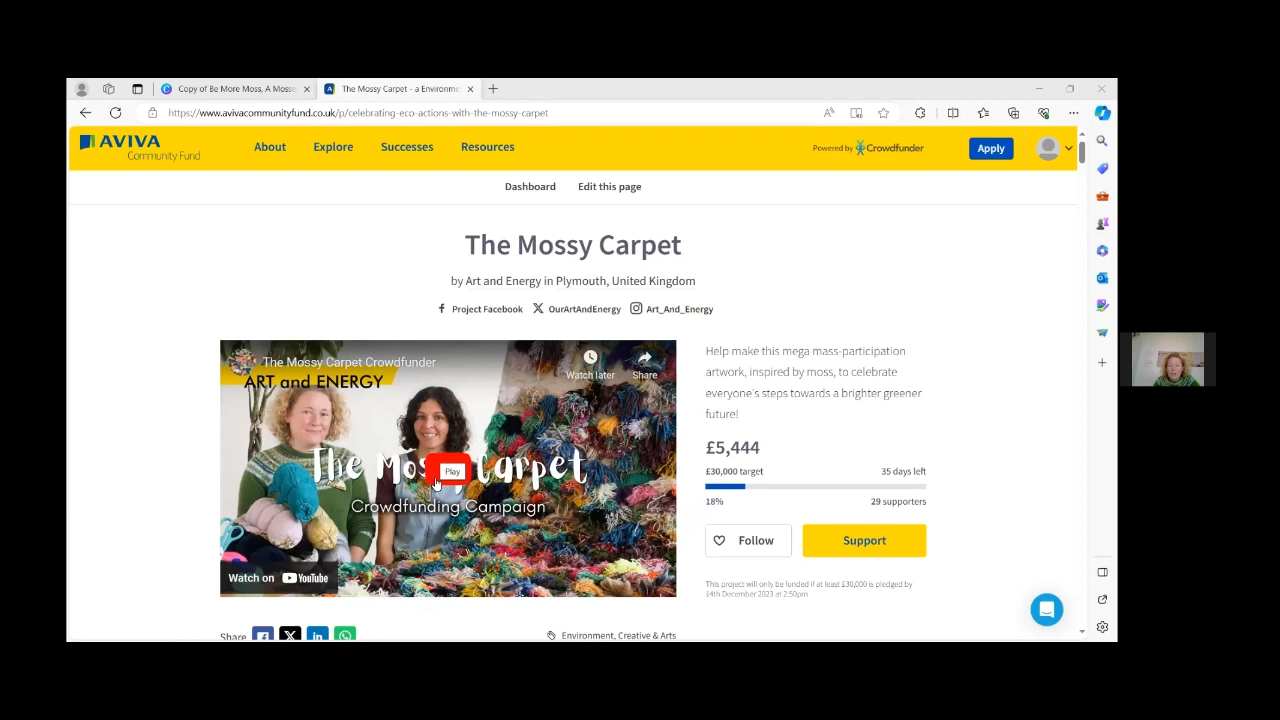 Copy of Be More Moss, A Mosse
The Mossy Carpet - a Environme
https://www.avivacommunityfund.co.uk/p/celebrating-eco-actions-with-the-mossy-carpet
AVIVA
Community Fund
About
Explore
Successes
Resources
Powered by Crowdfunder
Apply
Dashboard
Edit this page
The Mossy Carpet
by Art and Energy in Plymouth, United Kingdom
Project Facebook
OurArtAndEnergy
Art_And_Energy
The Mossy Carpet Crowdfunder
Watch later
Share
ART and ENERGY
The Mossy Carpet
Play
Crowdfunding Campaign
Watch on YouTube
Help make this mega mass-participation
artwork, inspired by moss, to celebrate
everyone's steps towards a brighter greener
future!
£5,444
£30,000 target
35 days left
18%
29 supporters
Follow
Support
This project will only be funded if at least £30,000 is pledged by
14th December 2023 at 2:50pm
Share
Environment, Creative & Arts